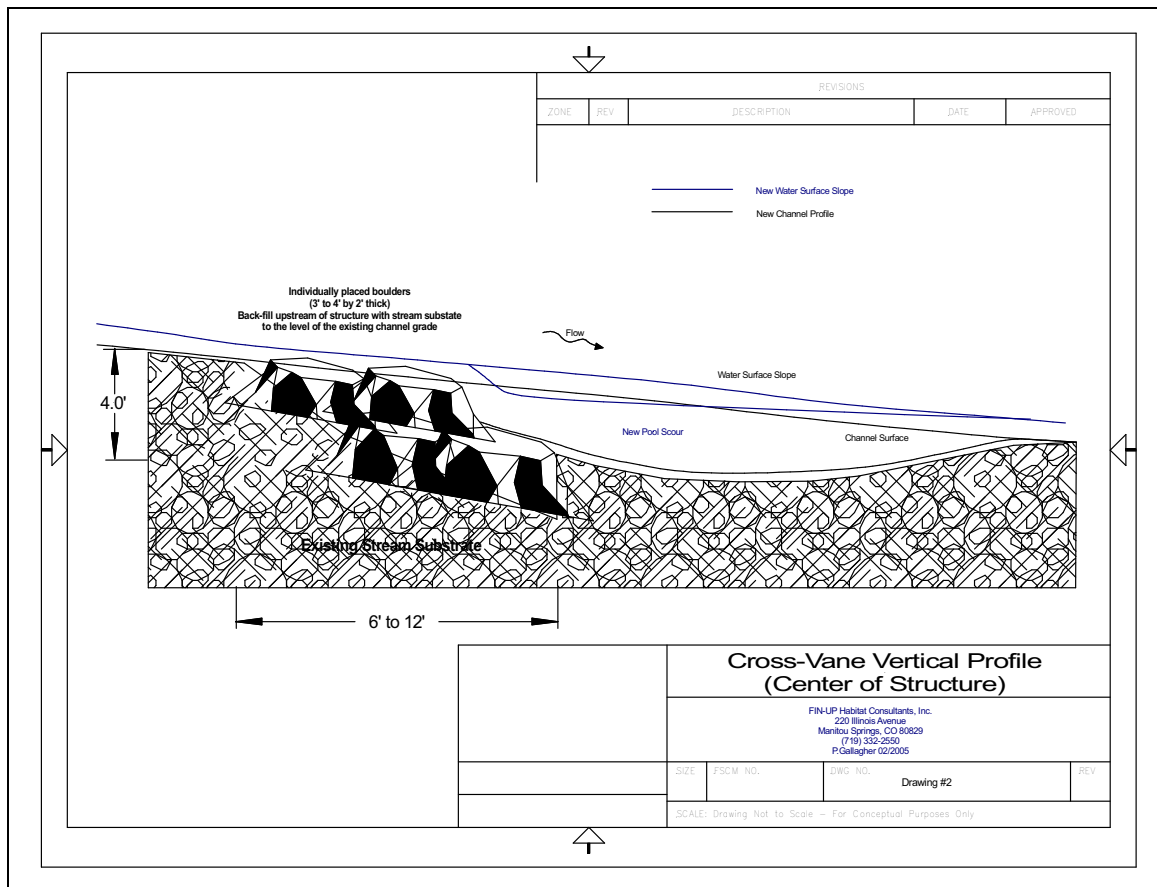 REVISIONS
ZONE REV DESCRIPTION DATE APPROVED
New Water Surface Slope
New Channel Profile
Individually placed boulders
(3' to 4' by 2' thick)
Back-fill upstream of structure with stream substate
to the level of the existing channel grade
Flow
Water Surface Slope
4.0'
New Pool Scour
Channel Surface
Existing Stream Substrate
6' to 12'
Cross-Vane Vertical Profile
(Center of Structure)
FIN-UP Habitat Consultants, Inc.
220 Illinois Avenue
Manitou Springs, CO 80829
(719) 332-2550
P.Gallagher 02/2005
SIZE FSCM NO. DWG NO. REV
Drawing #2
SCALE: Drawing Not to Scale - For Conceptual Purposes Only